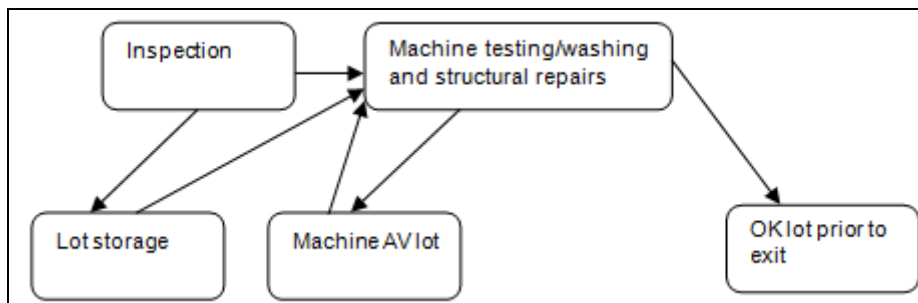 Inspection
Machine testing/washing
and structural repairs
Lot storage
Machine AV lot
OK lot prior to
exit